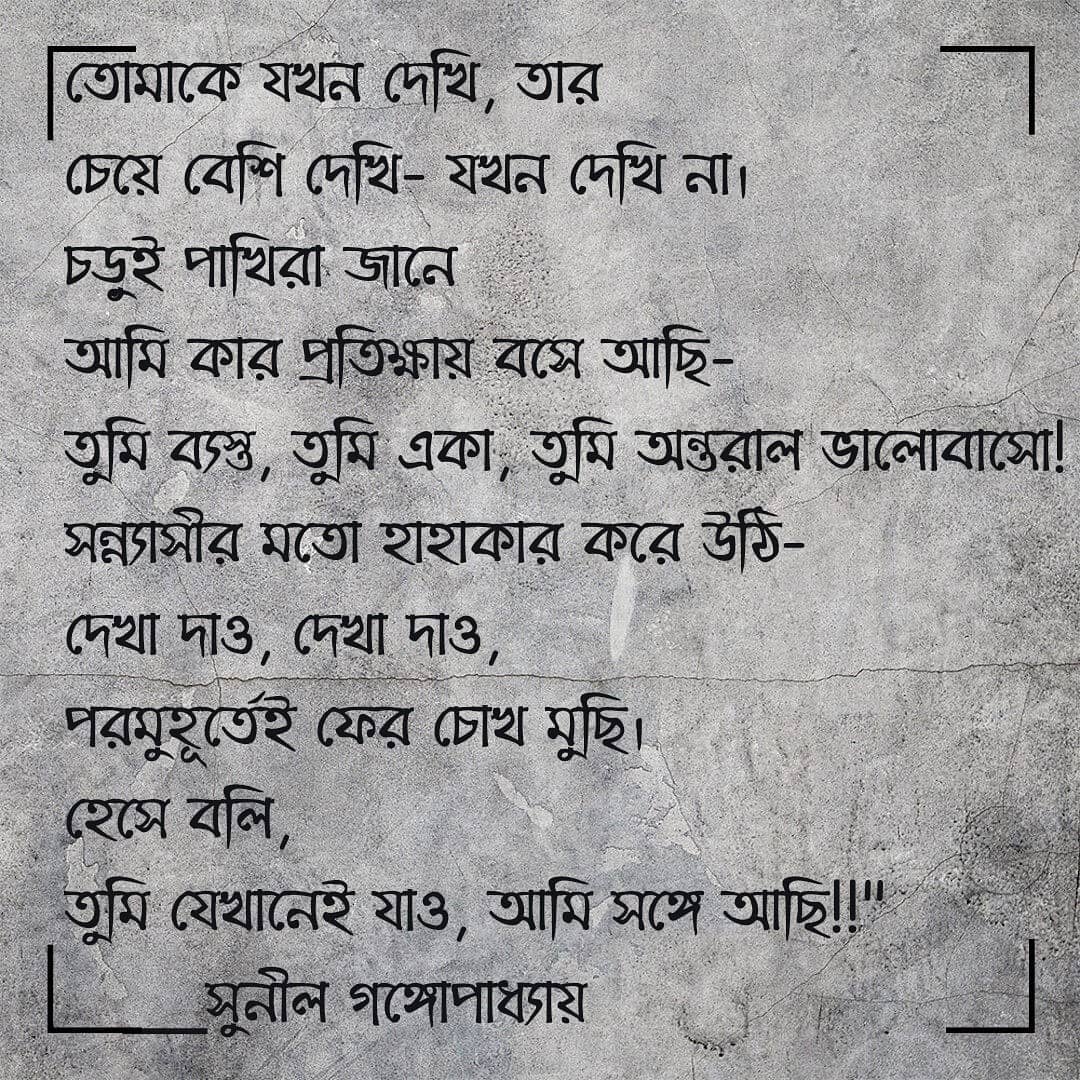 তোমাকে যখন দেখি, তার
চেয়ে বেশি দেখি- যখন দেখি না।
চড়ুই পাখিরা জানে
আমি কার প্রতিক্ষায় বসে আছি-
তুমি ব্যস্ত, তুমি একা, তুমি অন্তরাল ভালোবাসো!
সন্ন্যাসীর মতো হাহাকার করে উঠি-
দেখা দাও, দেখা দাও,
পরমুহূর্তেই ফের চোখ মুছি।
হেসে বলি,
তুমি যেখানেই যাও, আমি সঙ্গে আছি!!"
সুনীল গঙ্গোপাধ্যায়